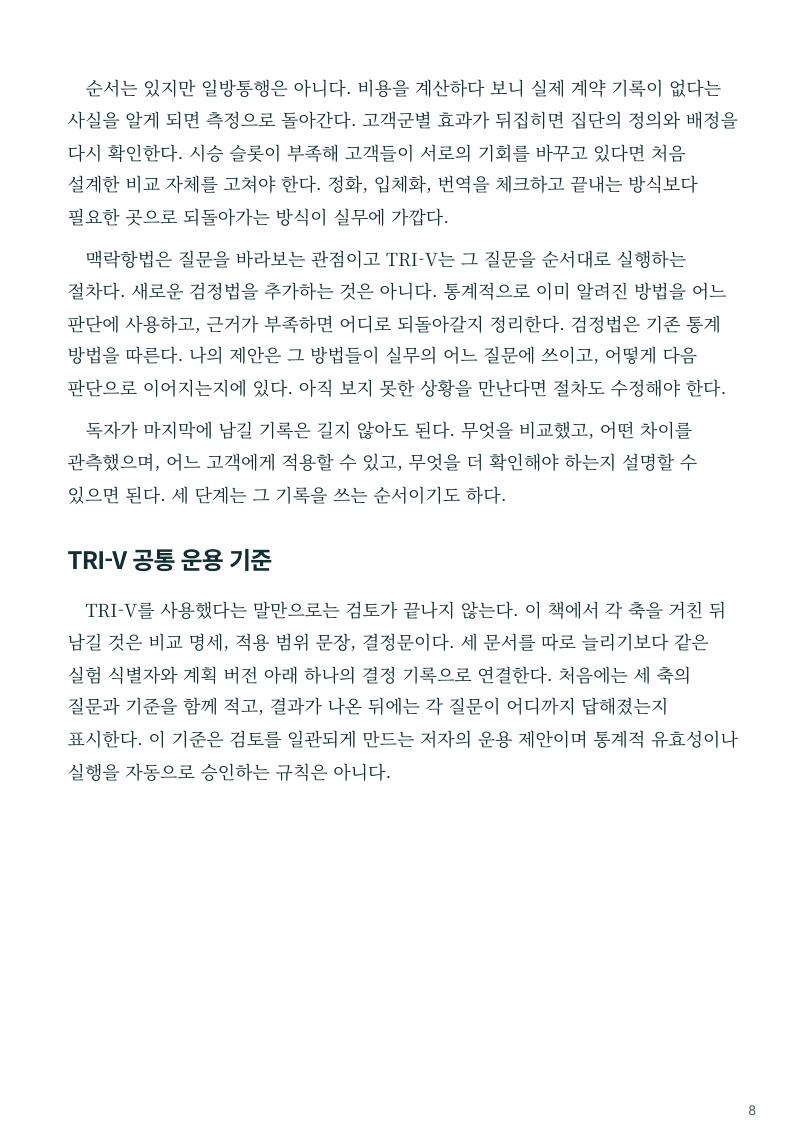 순서는 있지만 일방통행은 아니다. 비용을 계산하다 보니 실제 계약 기록이 없다는
사실을 알게 되면 측정으로 돌아간다. 고객군별 효과가 뒤집히면 집단의 정의와 배정을
다시 확인한다. 시승 슬롯이 부족해 고객들이 서로의 기회를 바꾸고 있다면 처음
설계한 비교 자체를 고쳐야 한다. 정화, 입체화, 번역을 체크하고 끝내는 방식보다
필요한 곳으로 되돌아가는 방식이 실무에 가깝다.
맥락항법은 질문을 바라보는 관점이고 TRI-V는 그 질문을 순서대로 실행하는
절차다. 새로운 검정법을 추가하는 것은 아니다. 통계적으로 이미 알려진 방법을 어느
판단에 사용하고, 근거가 부족하면 어디로 되돌아갈지 정리한다. 검정법은 기존 통계
방법을 따른다. 나의 제안은 그 방법들이 실무의 어느 질문에 쓰이고, 어떻게 다음
판단으로 이어지는지에 있다. 아직 보지 못한 상황을 만난다면 절차도 수정해야 한다.
독자가 마지막에 남길 기록은 길지 않아도 된다. 무엇을 비교했고, 어떤 차이를
관측했으며, 어느 고객에게 적용할 수 있고, 무엇을 더 확인해야 하는지 설명할 수
있으면 된다. 세 단계는 그 기록을 쓰는 순서이기도 하다.
TRI-V 공통 운용 기준
TRI-V를 사용했다는 말만으로는 검토가 끝나지 않는다. 이 책에서 각 축을 거친 뒤
남길 것은 비교 명세, 적용 범위 문장, 결정문이다. 세 문서를 따로 늘리기보다 같은
실험 식별자와 계획 버전 아래 하나의 결정 기록으로 연결한다. 처음에는 세 축의
질문과 기준을 함께 적고, 결과가 나온 뒤에는 각 질문이 어디까지 답해졌는지
표시한다. 이 기준은 검토를 일관되게 만드는 저자의 운용 제안이며 통계적 유효성이나
실행을 자동으로 승인하는 규칙은 아니다.
8